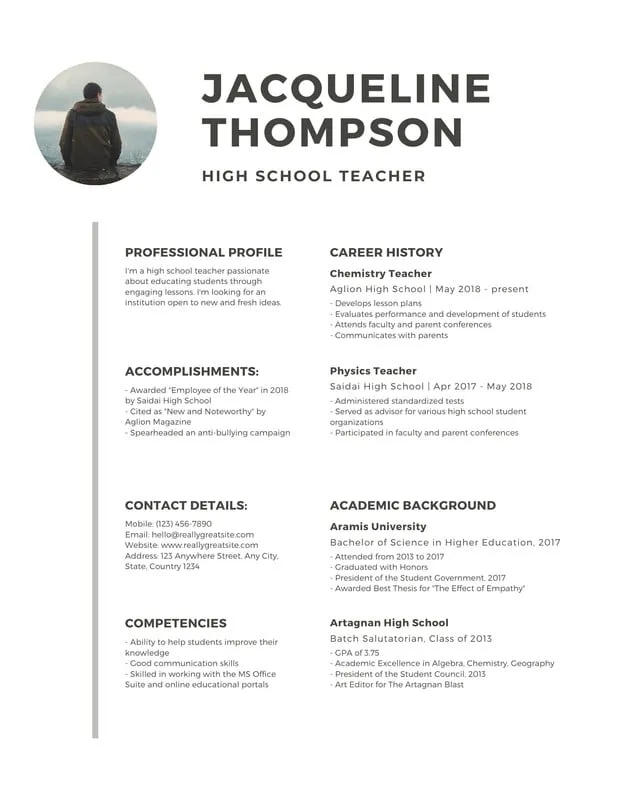 JACQUELINE
THOMPSON
HIGH SCHOOL TEACHER
PROFESSIONAL PROFILE
I'm a high school teacher passionate
about educating students through
engaging lessons. I'm looking for an
institution open to new and fresh ideas.
ACCOMPLISHMENTS:
- Awarded "Employee of the Year" in 2018
by Saidai High School
- Cited as "New and Noteworthy" by
Aglion Magazine
- Spearheaded an anti-bullying campaign
CONTACT DETAILS:
Mobile: (123) 456-7890
Email: hello@reallygreatsite.com
Website: www.reallygreatsite.com
Address: 123 Anywhere Street, Any City,
State, Country 1234
COMPETENCIES
- Ability to help students improve their
knowledge
- Good communication skills
- Skilled in working with the MS Office
Suite and online educational portals
CAREER HISTORY
Chemistry Teacher
Aglion High School | May 2018 - present
- Develops lesson plans
- Evaluates performance and development of students
- Attends faculty and parent conferences
- Communicates with parents
Physics Teacher
Saidai High School | Apr 2017 - May 2018
- Administered standardized tests
- Served as advisor for various high school student
organizations
- Participated in faculty and parent conferences
ACADEMIC BACKGROUND
Aramis University
Bachelor of Science in Higher Education, 2017
- Attended from 2013 to 2017
- Graduated with Honors
- President of the Student Government, 2017
- Awarded Best Thesis for "The Effect of Empathy"
Artagnan High School
Batch Salutatorian, Class of 2013
- GPA of 3.75
- Academic Excellence in Algebra, Chemistry, Geography
- President of the Student Council, 2013
- Art Editor for The Artagnan Blast